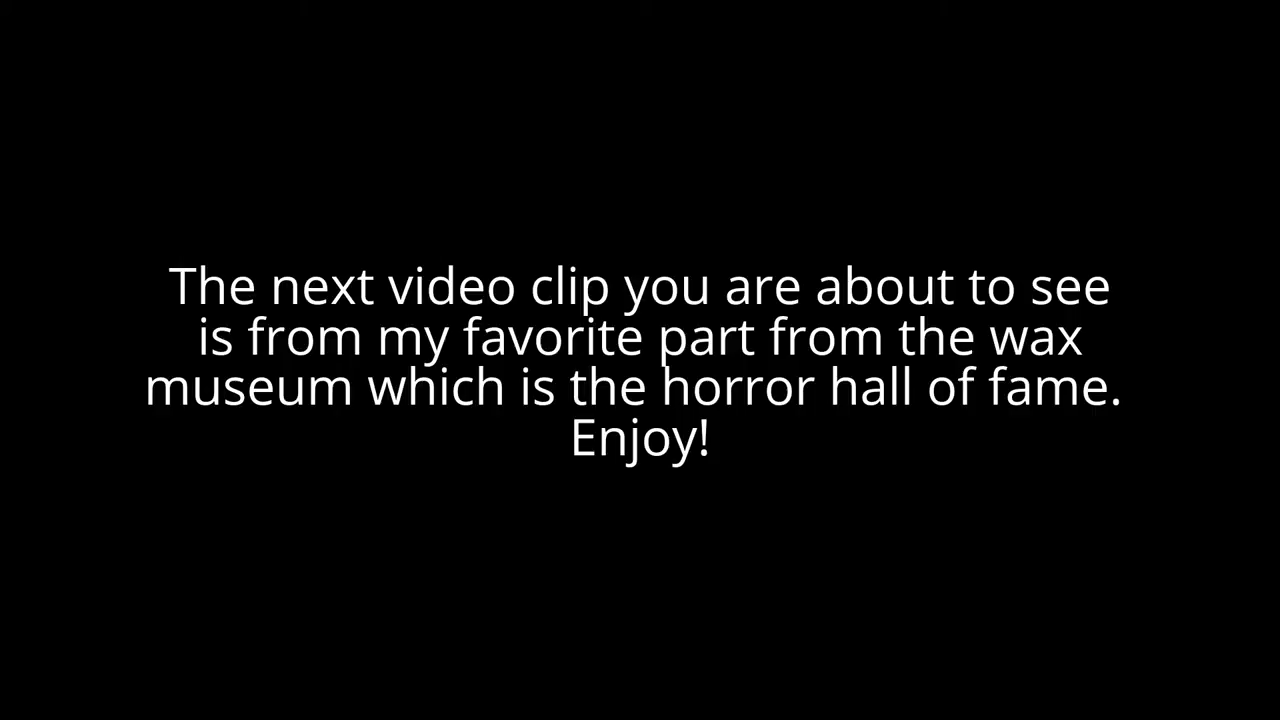 The next video clip you are about to see
is from my favorite part from the wax
museum which is the horror hall of fame.
Enjoy!